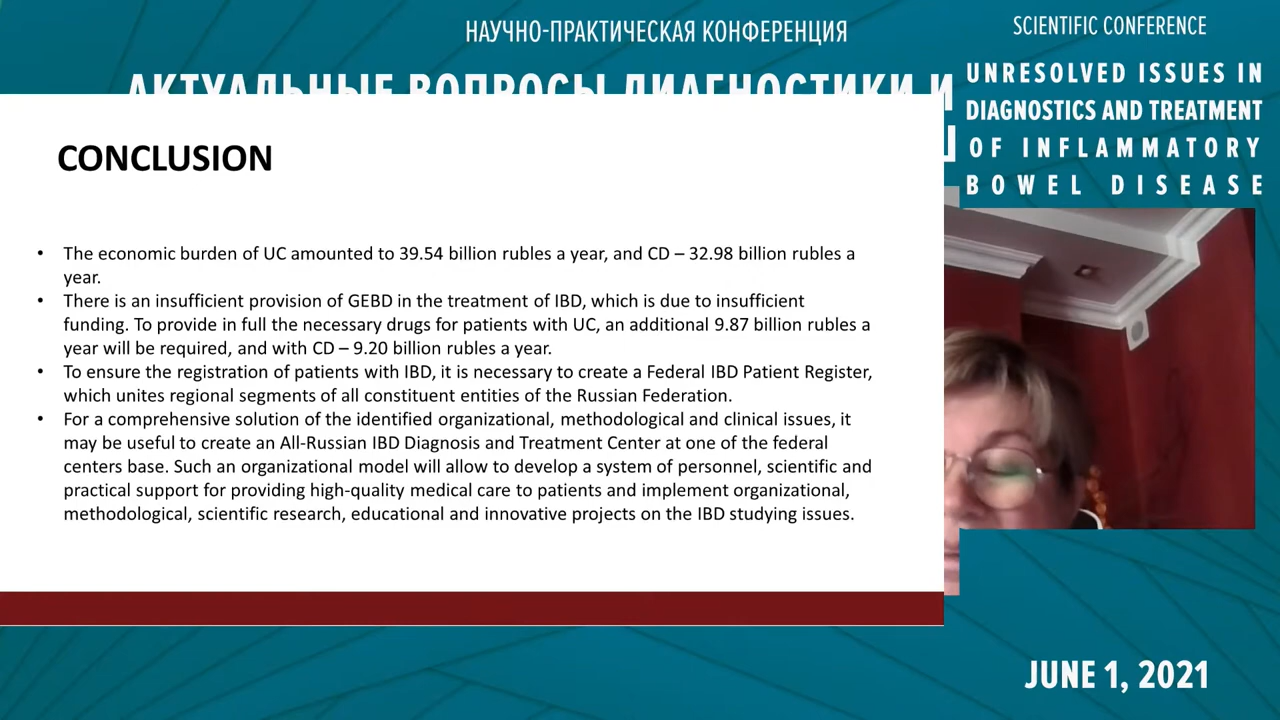 НАУЧНО-ПРАКТИЧЕСКАЯ КОНФЕРЕНЦИЯ
АКТУАЛЬНЫЕ ВОПРОСЫ ДИАГНОСТИКИ И
SCIENTIFIC CONFERENCE
UNRESOLVED ISSUES IN
DIAGNOSTICS AND TREATMENT
OF INFLAMMATORY
BOWEL DISEASE
CONCLUSION
• The economic burden of UC amounted to 39.54 billion rubles a year, and CD – 32.98 billion rubles a
year.
• There is an insufficient provision of GEBD in the treatment of IBD, which is due to insufficient
funding. To provide in full the necessary drugs for patients with UC, an additional 9.87 billion rubles a
year will be required, and with CD – 9.20 billion rubles a year.
• To ensure the registration of patients with IBD, it is necessary to create a Federal IBD Patient Register,
which unites regional segments of all constituent entities of the Russian Federation.
• For a comprehensive solution of the identified organizational, methodological and clinical issues, it
may be useful to create an All-Russian IBD Diagnosis and Treatment Center at one of the federal
centers base. Such an organizational model will allow to develop a system of personnel, scientific and
practical support for providing high-quality medical care to patients and implement organizational,
methodological, scientific research, educational and innovative projects on the IBD studying issues.
JUNE 1, 2021